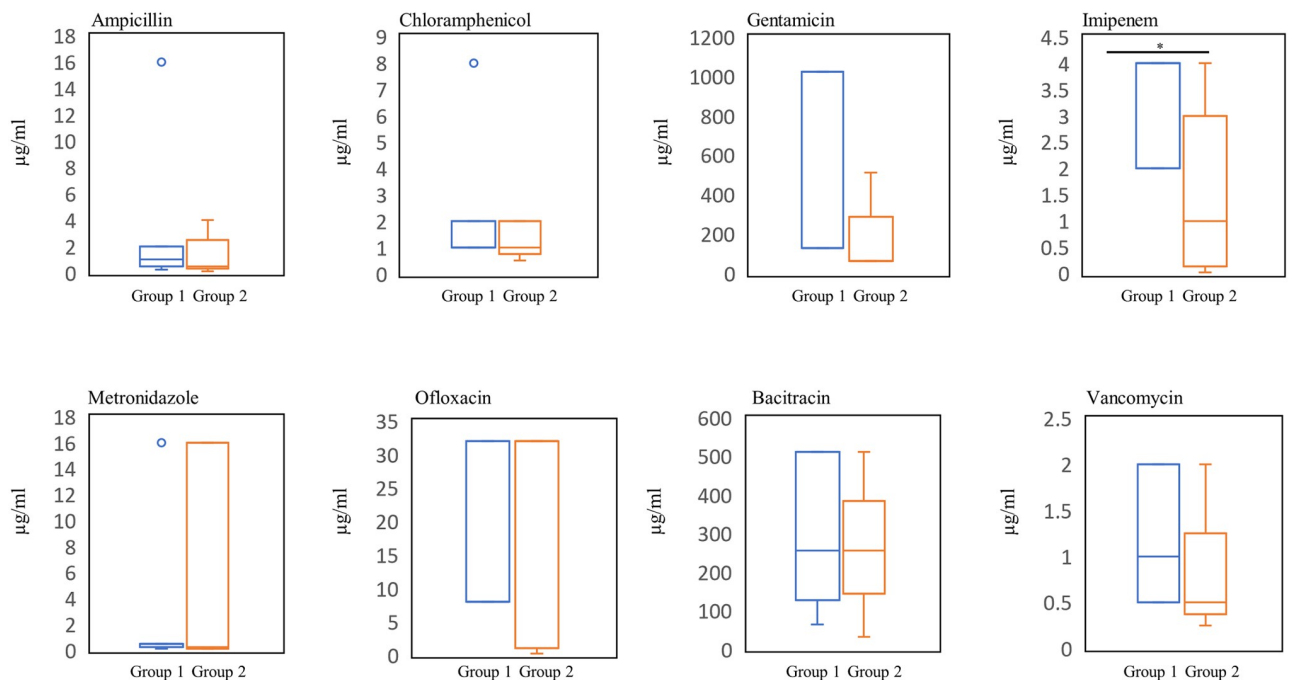 Ampicillin
18
16
14
12
10
8
6
4
2
0
µg/ml
Group 1 Group 2
Chloramphenicol
9
8
7
6
5
4
3
2
1
0
µg/ml
Group 1 Group 2
Gentamicin
1200
1000
800
600
400
200
0
µg/ml
Group 1 Group 2
Imipenem
4.5
4
3.5
3
2.5
2
1.5
1
0.5
0
µg/ml
*
Group 1 Group 2
Metronidazole
18
16
14
12
10
8
6
4
2
0
µg/ml
Group 1 Group 2
Ofloxacin
35
30
25
20
15
10
5
0
µg/ml
Group 1 Group 2
Bacitracin
600
500
400
300
200
100
0
µg/ml
Group 1 Group 2
Vancomycin
2.5
2
1.5
1
0.5
0
µg/ml
Group 1 Group 2